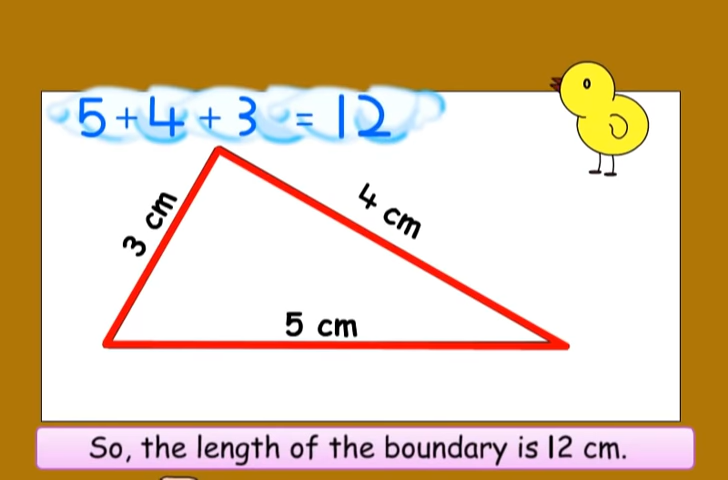 5+4+3=12
3 cm
4 cm
5 cm
So, the length of the boundary is 12 cm.